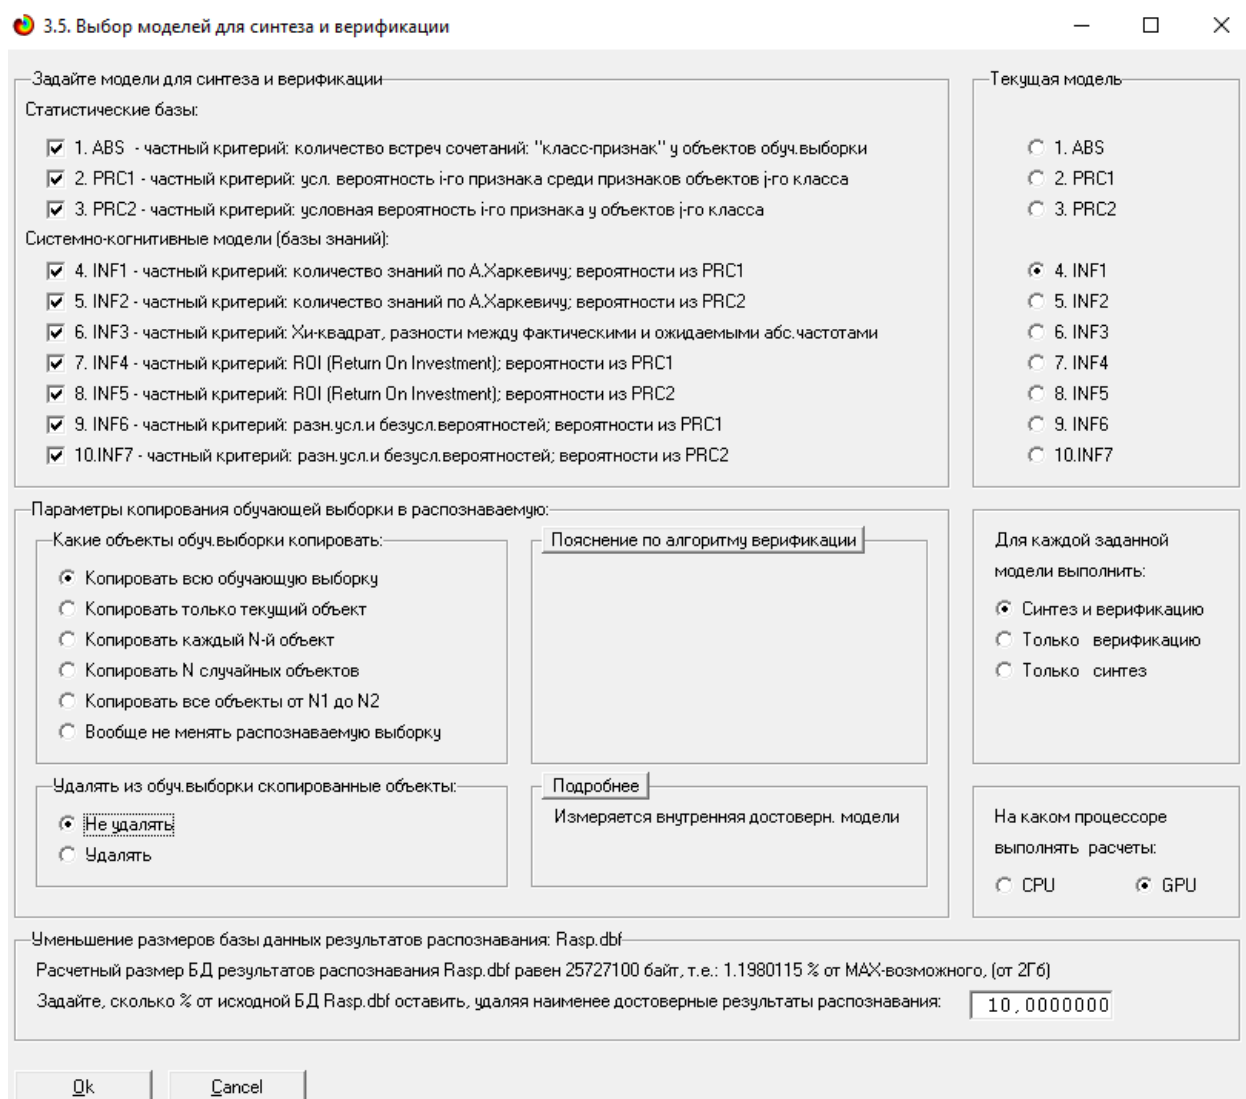 3.5. Выбор моделей для синтеза и верификации
Задайте модели для синтеза и верификации
Статистические базы:
1. ABS - частный критерий: количество встреч сочетаний: "класс-признак" у объектов обуч.выборки
2. PRC1 - частный критерий: усл. вероятность i-го признака среди признаков объектов j-го класса
3. PRC2 - частный критерий: условная вероятность i-го признака у объектов j-го класса
Системно-когнитивные модели (базы знаний):
4. INF1 - частный критерий: количество знаний по А.Харкевичу; вероятности из PRC1
5. INF2 - частный критерий: количество знаний по А.Харкевичу; вероятности из PRC2
6. INF3 - частный критерий: Хи-квадрат, разности между фактическими и ожидаемыми абс.частотами
7. INF4 - частный критерий: ROI (Return On Investment); вероятности из PRC1
8. INF5 - частный критерий: ROI (Return On Investment); вероятности из PRC2
9. INF6 - частный критерий: разн.усл.и безусл.вероятностей; вероятности из PRC1
10.INF7 - частный критерий: разн.усл.и безусл.вероятностей; вероятности из PRC2
Текущая модель
1. ABS
2. PRC1
3. PRC2
4. INF1
5. INF2
6. INF3
7. INF4
8. INF5
9. INF6
10.INF7
Параметры копирования обучающей выборки в распознаваемую:
Какие объекты обуч.выборки копировать:
Копировать всю обучающую выборку
Копировать только текущий объект
Копировать каждый N-й объект
Копировать N случайных объектов
Копировать все объекты от N1 до N2
Вообще не менять распознаваемую выборку
Пояснение по алгоритму верификации
Удалять из обуч.выборки скопированные объекты:
Не удалять
Удалять
Подробнее
Измеряется внутренняя достоверн. модели
Для каждой заданной
модели выполнить:
Синтез и верификацию
Только верификацию
Только синтез
На каком процессоре
выполнять расчеты:
CPU GPU
Уменьшение размеров базы данных результатов распознавания: Rasp.dbf
Расчетный размер БД результатов распознавания Rasp.dbf равен 25727100 байт, т.е.: 1.1980115 % от MAX-возможного, (от 2Гб)
Задайте, сколько % от исходной БД Rasp.dbf оставить, удаляя наименее достоверные результаты распознавания: 10,0000000
Ok Cancel